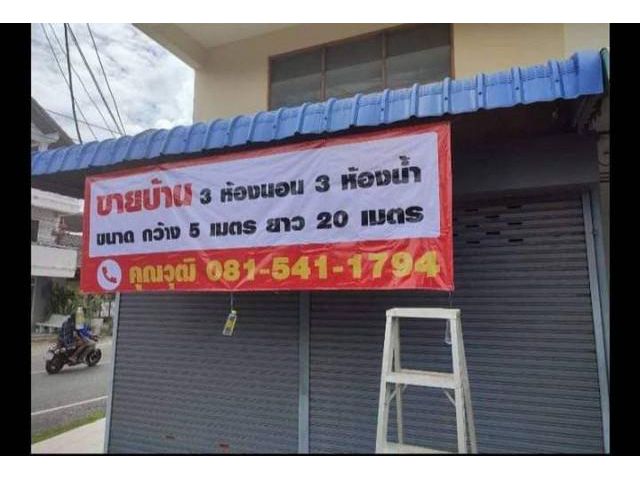 ขายบ้าน 3 ห้องนอน 3 ห้องน้ำ
ขนาด กว้าง 5 เมตร ยาว 20 เมตร
คุณวุฒิ 081-541-1794